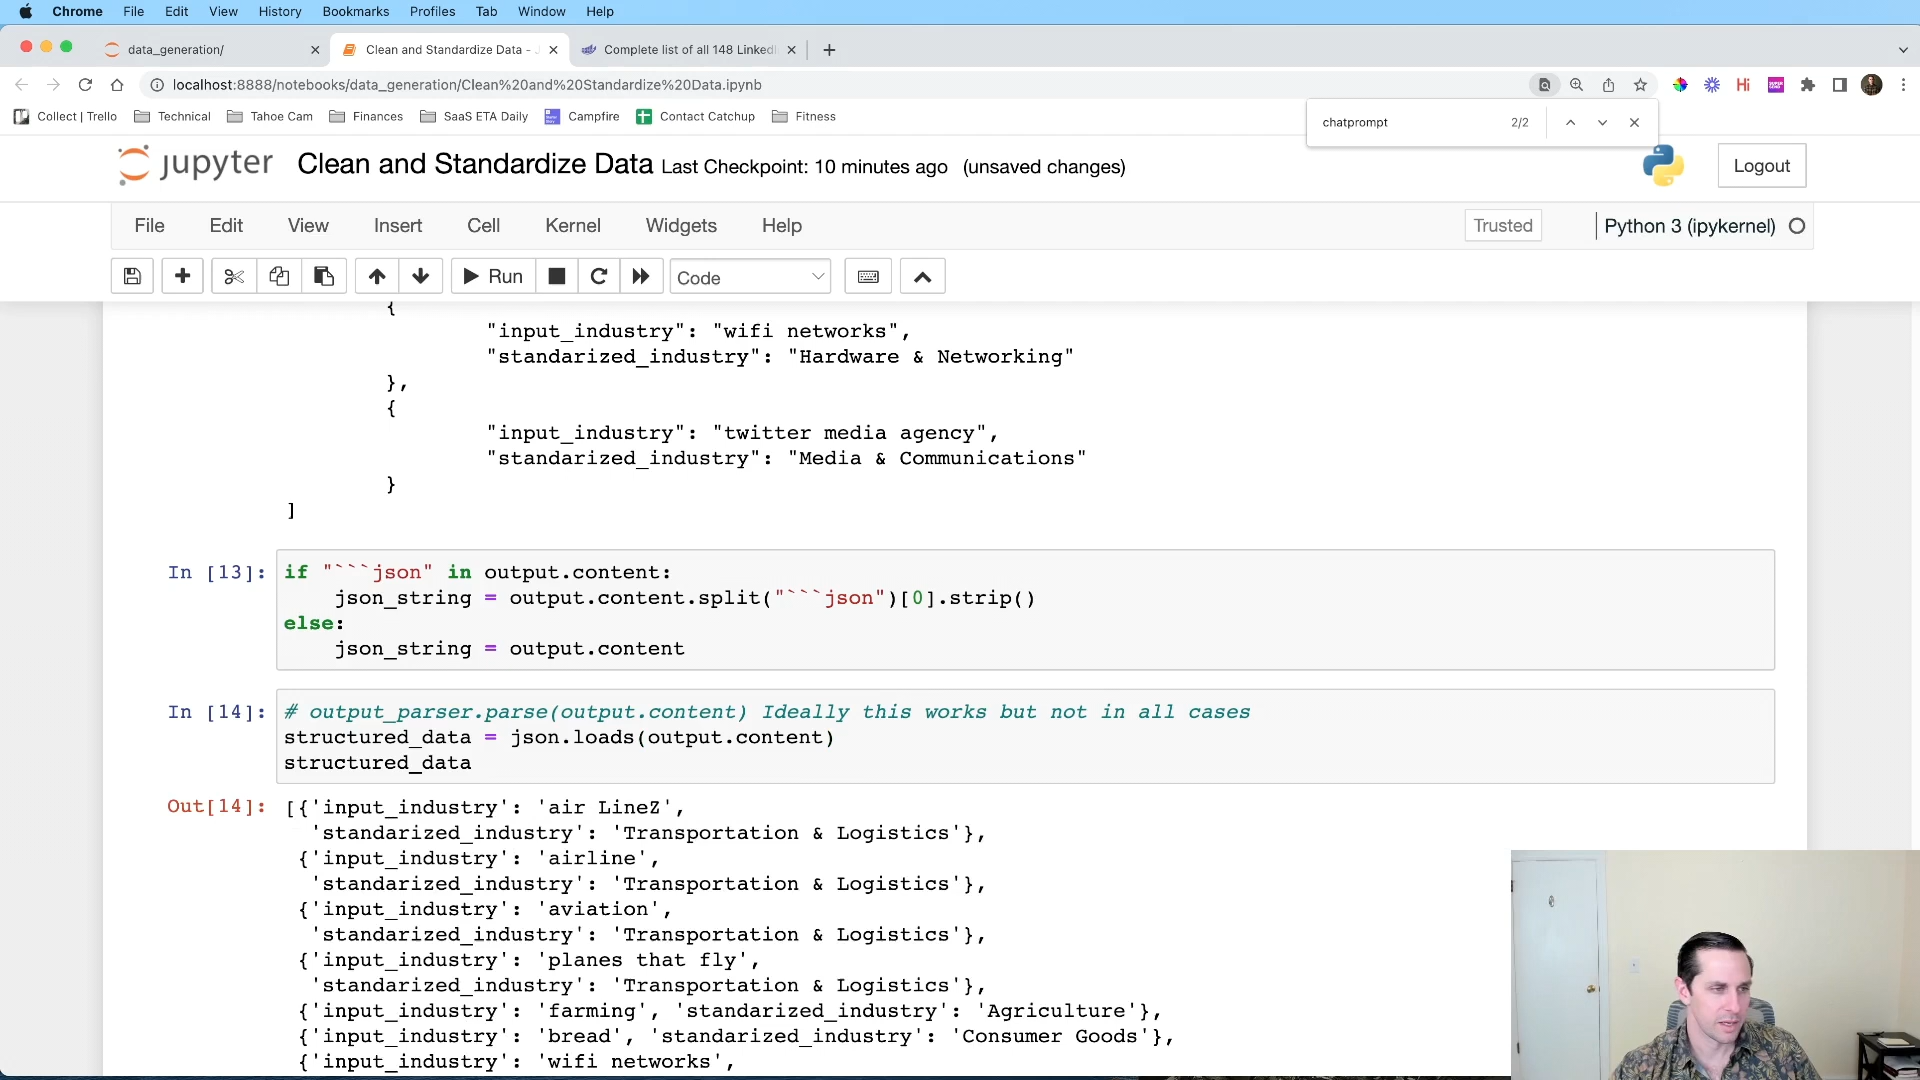 Chrome File Edit View History Bookmarks Profiles Tab Window Help
data_generation/
Clean and Standardize Data -
Complete list of all 148 Linked
localhost:8888/notebooks/data_generation/Clean%20and%20Standardize%20Data.ipynb
Hi
Collect | Trello Technical Tahoe Cam Finances SaaS ETA Daily Campfire Contact Catchup Fitness
chatprompt 2/2
jupyter Clean and Standardize Data Last Checkpoint: 10 minutes ago (unsaved changes)
Logout
File Edit View Insert Cell Kernel Widgets Help
Trusted Python 3 (ipykernel)
Run Code
{
"input_industry": "wifi networks",
"standarized_industry": "Hardware & Networking"
},
{
"input_industry": "twitter media agency",
"standarized_industry": "Media & Communications"
}
]
In [13]: if "```json" in output.content:
json_string = output.content.split("```json")[0].strip()
else:
json_string = output.content
In [14]: # output_parser.parse(output.content) Ideally this works but not in all cases
structured_data = json.loads(output.content)
structured_data
Out[14]: [{'input_industry': 'air LineZ',
'standarized_industry': 'Transportation & Logistics'},
{'input_industry': 'airline',
'standarized_industry': 'Transportation & Logistics'},
{'input_industry': 'aviation',
'standarized_industry': 'Transportation & Logistics'},
{'input_industry': 'planes that fly',
'standarized_industry': 'Transportation & Logistics'},
{'input_industry': 'farming', 'standarized_industry': 'Agriculture'},
{'input_industry': 'bread', 'standarized_industry': 'Consumer Goods'},
{'input_industry': 'wifi networks',